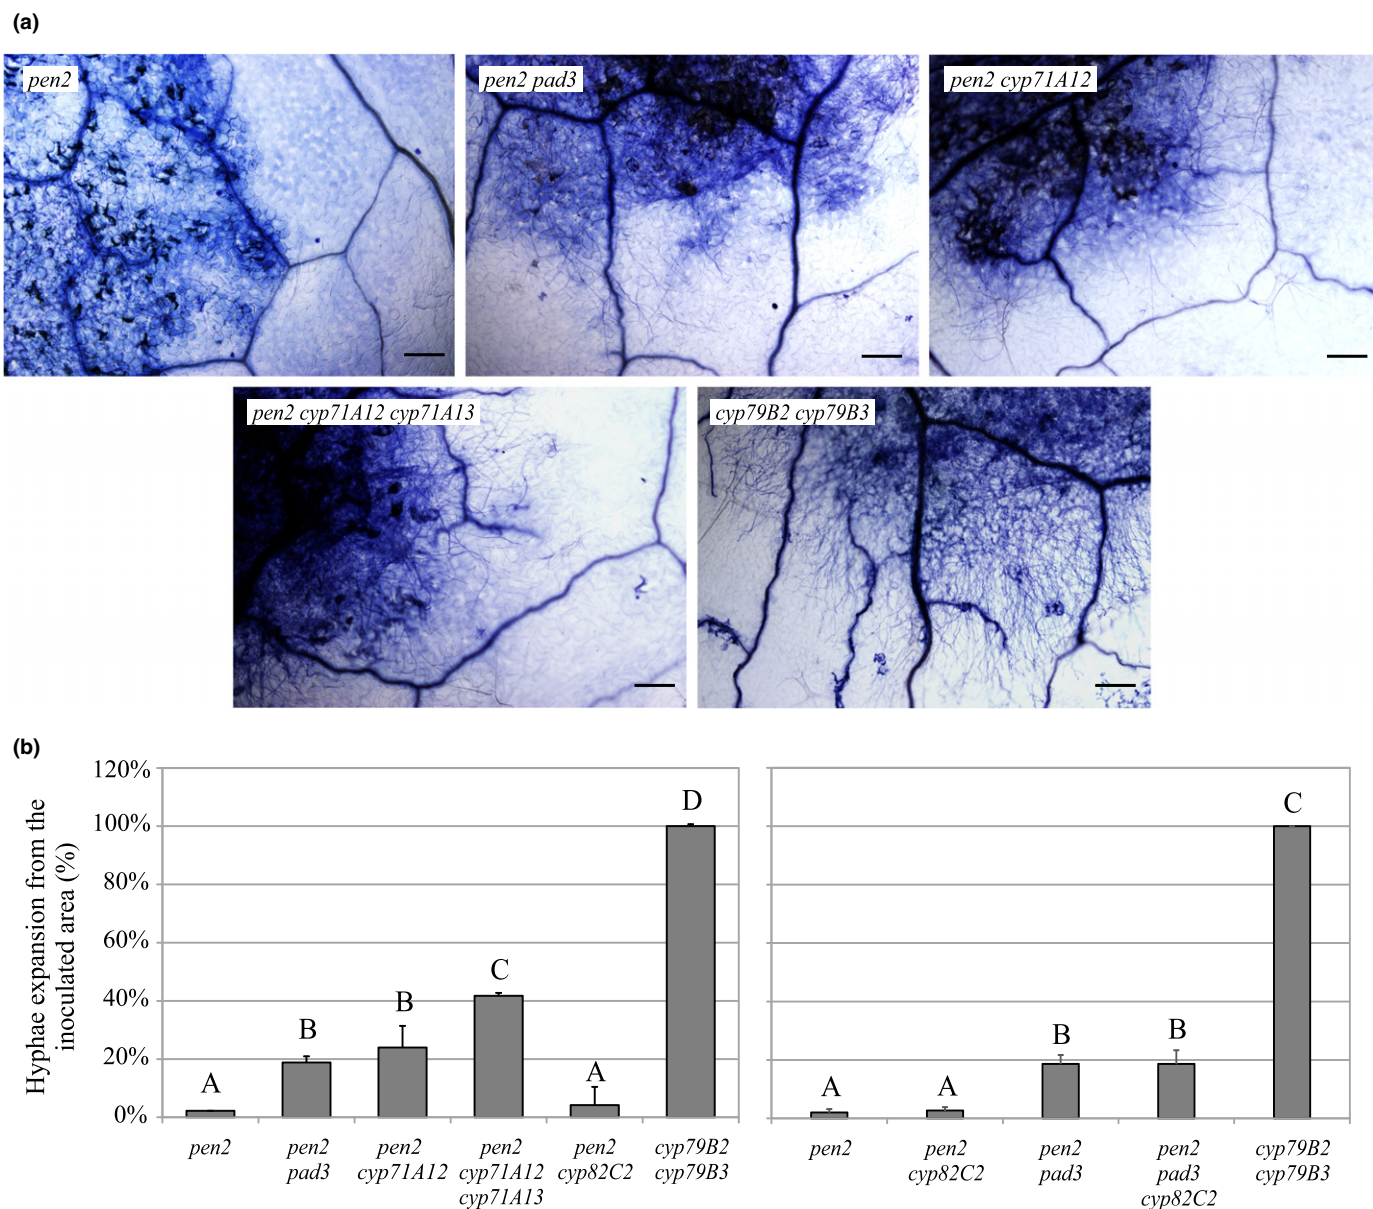 (a)
pen2
pen2 pad3
pen2 cyp71A12
pen2 cyp71A12 cyp71A13
cyp79B2 cyp79B3
(b)
Hyphae expansion from the
inoculated area (%)
120%
100%
80%
60%
40%
20%
0%
A
B
B
C
A
D
pen2
pen2
pad3
pen2
cyp71A12
pen2
cyp71A12
cyp71A13
pen2
cyp82C2
cyp79B2
cyp79B3
A
A
B
B
C
pen2
pen2
cyp82C2
pen2
pad3
pen2
pad3
cyp82C2
cyp79B2
cyp79B3